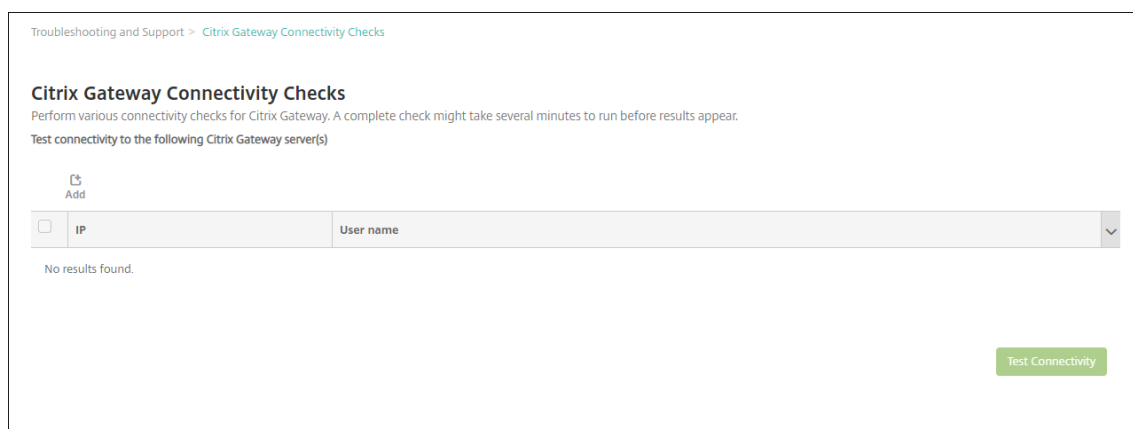 Troubleshooting and Support > Citrix Gateway Connectivity Checks
Citrix Gateway Connectivity Checks
Perform various connectivity checks for Citrix Gateway. A complete check might take several minutes to run before results appear.
Test connectivity to the following Citrix Gateway server(s)
Add
IP User name
No results found.
Test Connectivity